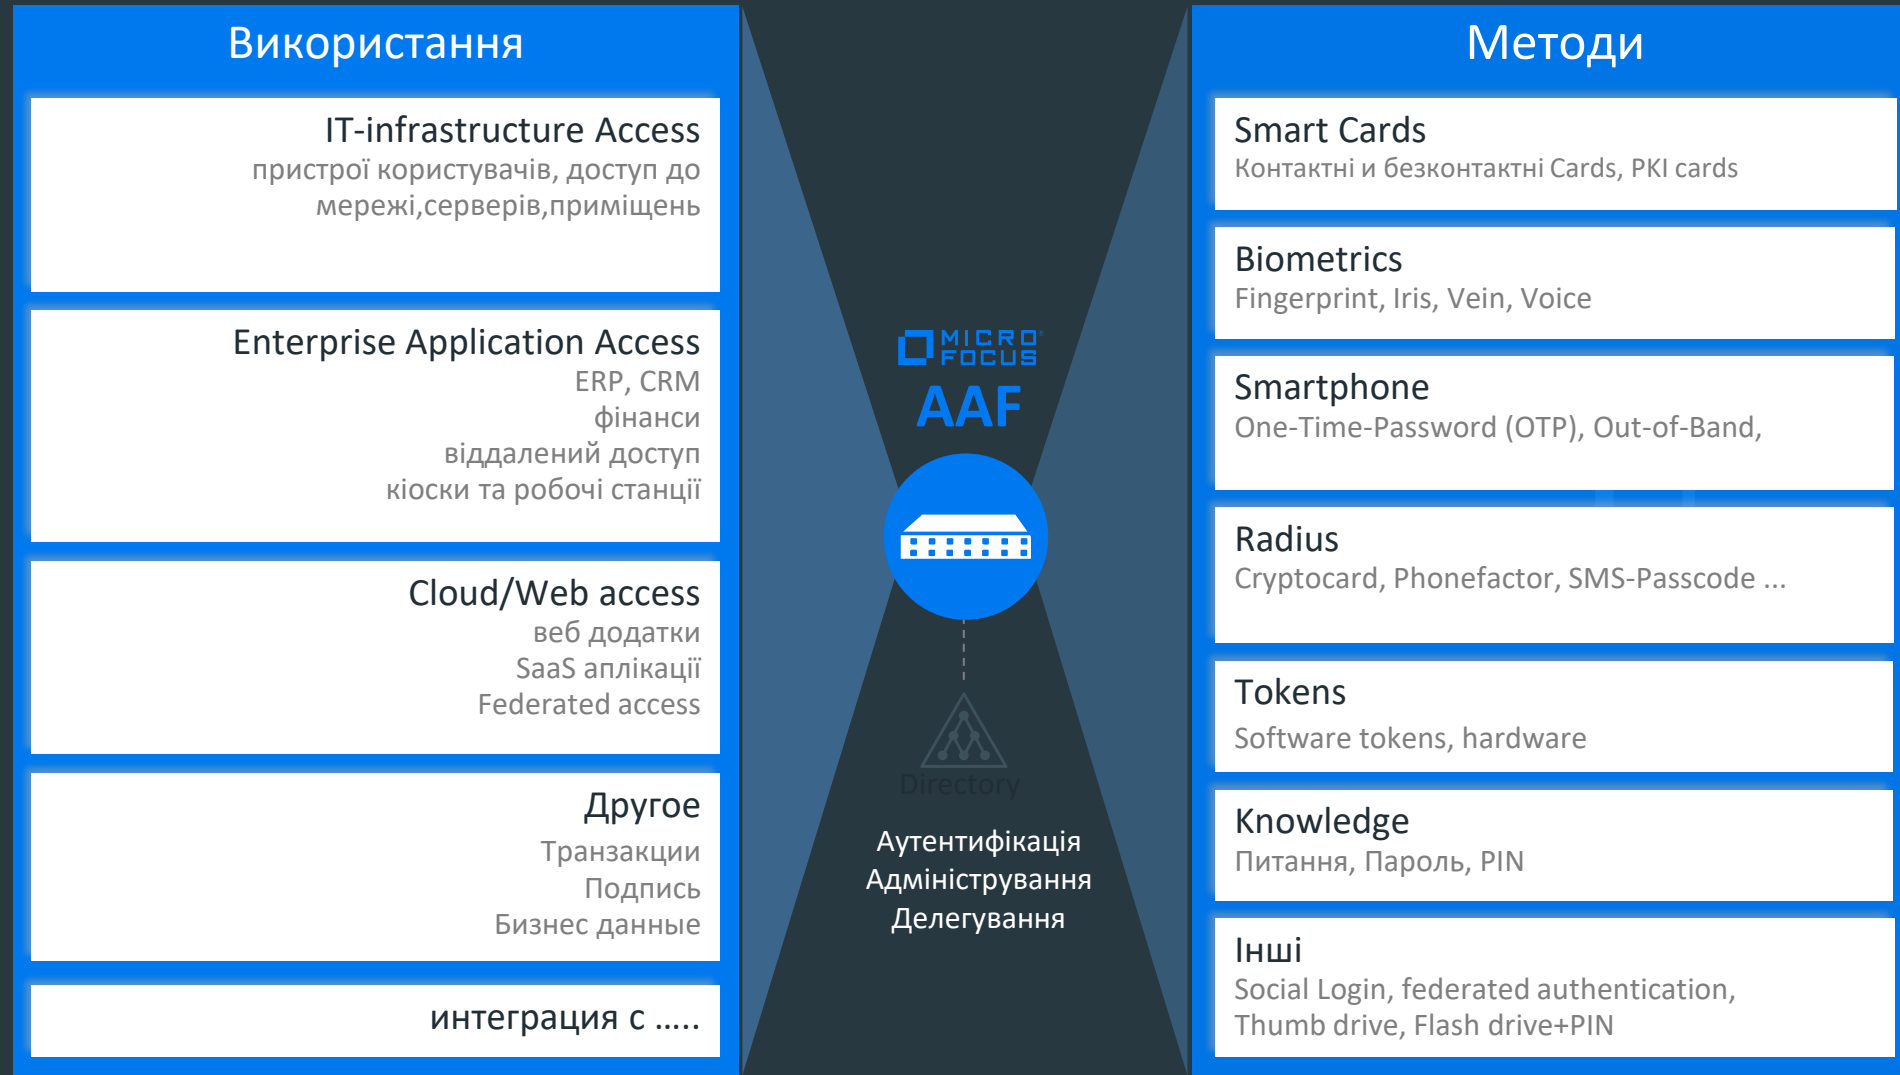 Використання
IT-infrastructure Access
пристрої користувачів, доступ до
мережі,серверів,приміщень
Enterprise Application Access
ERP, CRM
фінанси
віддалений доступ
кіоски та робочі станції
Cloud/Web access
веб додатки
SaaS аплікації
Federated access
Другое
Транзакции
Подпись
Бизнес данные
интеграция с .....
MICRO
FOCUS
AAF
Directory
Аутентифікація
Адміністрування
Делегування
Методи
Smart Cards
Контактні и безконтактні Cards, PKI cards
Biometrics
Fingerprint, Iris, Vein, Voice
Smartphone
One-Time-Password (OTP), Out-of-Band,
Radius
Cryptocard, Phonefactor, SMS-Passcode ...
Tokens
Software tokens, hardware
Knowledge
Питання, Пароль, PIN
Інші
Social Login, federated authentication,
Thumb drive, Flash drive+PIN